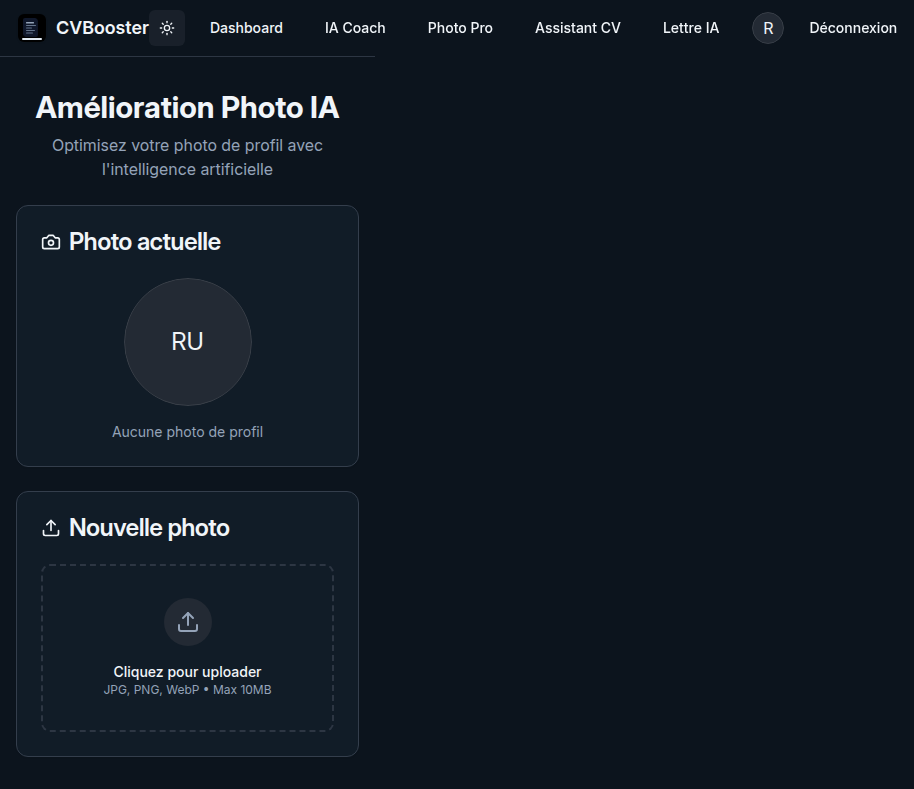 CVBooster Dashboard IA Coach Photo Pro Assistant CV Lettre IA R Déconnexion
Amélioration Photo IA
Optimisez votre photo de profil avec
l'intelligence artificielle
Photo actuelle
RU
Aucune photo de profil
Nouvelle photo
Cliquez pour uploader
JPG, PNG, WebP • Max 10MB